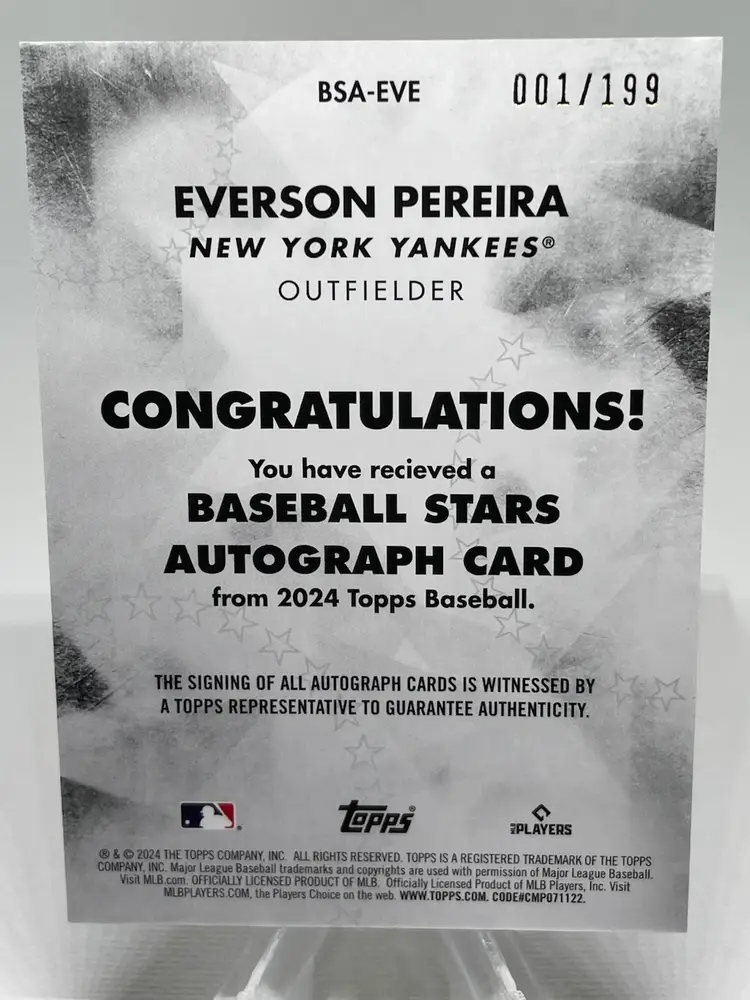 BSA-EVE 001/199
EVERSON PEREIRA
NEW YORK YANKEES®
OUTFIELDER
CONGRATULATIONS!
You have recieved a
BASEBALL STARS
AUTOGRAPH CARD
from 2024 Topps Baseball.
THE SIGNING OF ALL AUTOGRAPH CARDS IS WITNESSED BY
A TOPPS REPRESENTATIVE TO GUARANTEE AUTHENTICITY.
topps® MLB PLAYERS
® & © 2024 THE TOPPS COMPANY, INC. ALL RIGHTS RESERVED. TOPPS IS A REGISTERED TRADEMARK OF THE TOPPS
COMPANY, INC. Major League Baseball trademarks and copyrights are used with permission of Major League Baseball.
Visit MLB.com. OFFICIALLY LICENSED PRODUCT OF MLB. Officially Licensed Product of MLB Players, Inc. Visit
MLBPLAYERS.COM, the Players Choice on the web. WWW.TOPPS.COM. CODE#CMP071122.